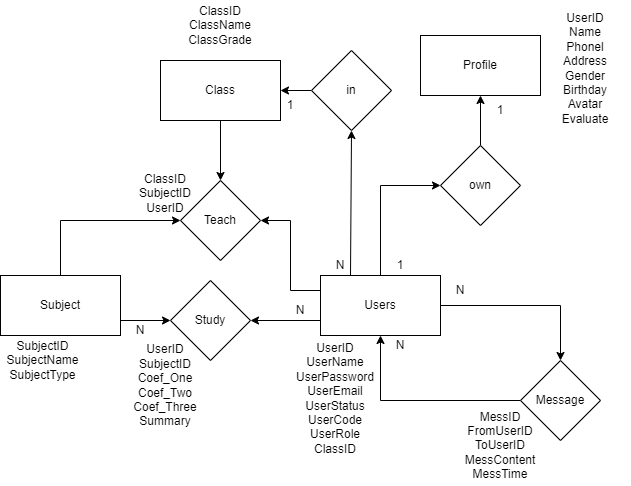 ClassID
ClassName
ClassGrade
Class
1
in
Profile
UserID
Name
Phonel
Address
Gender
Birthday
Avatar
Evaluate
1
own
ClassID
SubjectID
UserID
Teach
N
1
Subject
SubjectID
SubjectName
SubjectType
N
Study
UserID
SubjectID
Coef_One
Coef_Two
Coef_Three
Summary
N
Users
UserID
UserName
UserPassword
UserEmail
UserStatus
UserCode
UserRole
ClassID
N
N
Message
MessID
FromUserID
ToUserID
MessContent
MessTime